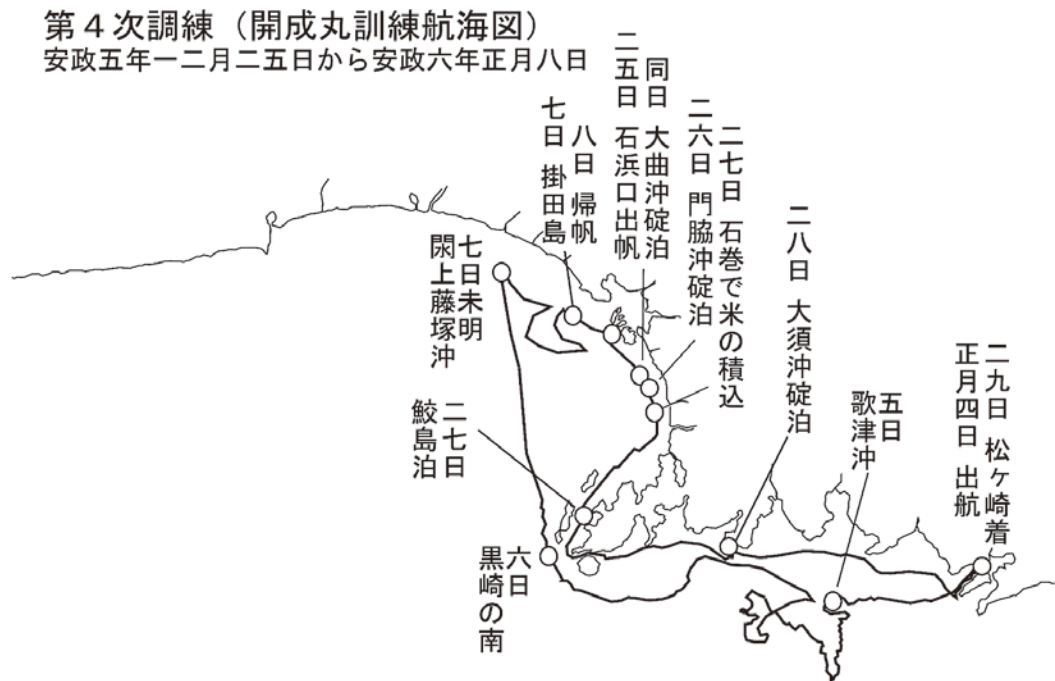 第４次調練（開成丸訓練航海図）
安政五年一二月二五日から安政六年正月八日
二九日 松ヶ崎着
正月四日 出航
五日
歌津沖
二八日 大須沖碇泊
二七日 石巻で米の積込
二六日 門脇沖碇泊
同日 大曲沖碇泊
二五日 石浜口出帆
八日 帰帆
七日 掛田島
七日未明
閖上藤塚沖
二七日
鮫島泊
六日
黒崎の南